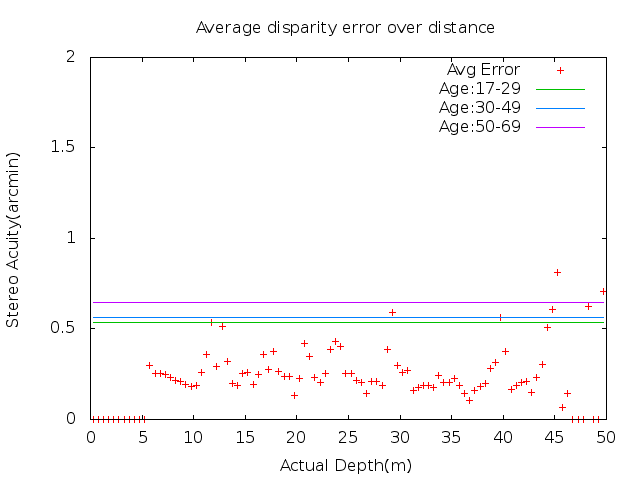 Average disparity error over distance
2
Avg Error
Age:17-29
Age:30-49
Age:50-69
1.5
1
0.5
0
Stereo Acuity(arcmin)
0 5 10 15 20 25 30 35 40 45 50
Actual Depth(m)